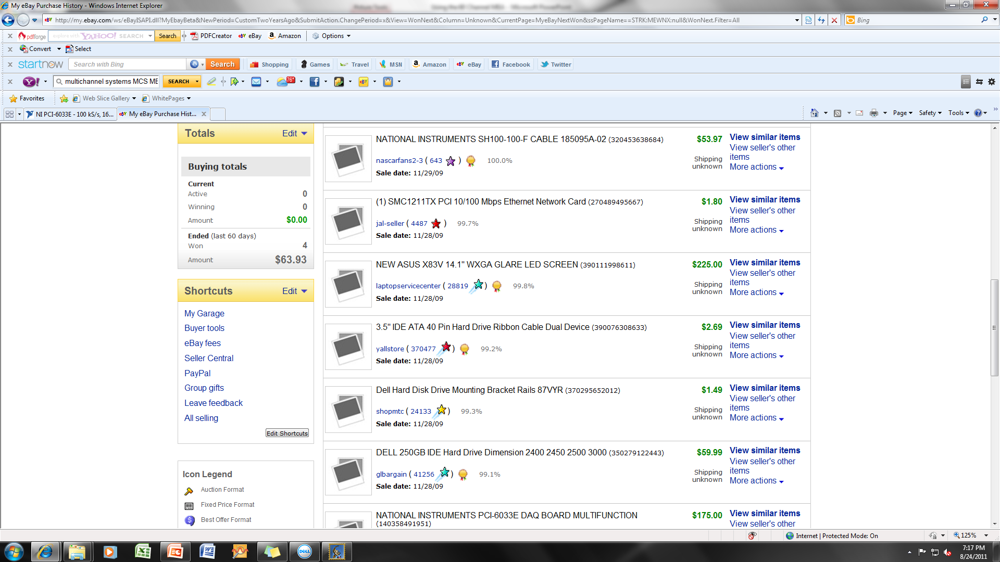 My eBay Purchase History - Windows Internet Explorer
http://my.ebay.com/ws/eBayISAPI.dll?MyEbayBeta&NewPeriod=CustomTwoYearsAgo&SubmitAction.ChangePeriod=x&View=WonNext&Column=Unknown&CurrentPage=MyeBayNextWon&ssPageName==STRK:MEWNX:null&WonNext.Filter=All
Bing
pdfforge explore with YAHOO! SEARCH Search PDFCreator eBay Amazon Options
Convert Select
startnow Search with Bing Search Shopping Games Travel MSN Amazon eBay Facebook Twitter
Y! multichannel systems MCS ME SEARCH 76°
Favorites Web Slice Gallery WhitePages
NI PCI-6033E - 100 kS/s, 16... My eBay Purchase Hist... Page Safety Tools
Totals Edit
Buying totals
Current
Active 0
Winning 0
Amount $0.00
Ended (last 60 days)
Won 4
Amount $63.93
Shortcuts Edit
My Garage
Buyer tools
eBay fees
Seller Central
PayPal
Group gifts
Leave feedback
All selling
Edit Shortcuts
Icon Legend
Auction Format
Fixed Price Format
Best Offer Format
NATIONAL INSTRUMENTS SH100-100-F CABLE 185095A-02 (320453638684)
nascarfans2-3 ( 643 ) 100.0%
Sale date: 11/29/09
$53.97
Shipping
unknown
View similar items
View seller's other
items
More actions
(1) SMC1211TX PCI 10/100 Mbps Ethernet Network Card (270489495667)
jal-seller ( 4487 ) 99.7%
Sale date: 11/28/09
$1.80
Shipping
unknown
View similar items
View seller's other
items
More actions
NEW ASUS X83V 14.1" WXGA GLARE LED SCREEN (390111998611)
laptopservicecenter ( 28819 ) 99.8%
Sale date: 11/28/09
$225.00
Shipping
unknown
View similar items
View seller's other
items
More actions
3.5" IDE ATA 40 Pin Hard Drive Ribbon Cable Dual Device (390076308633)
yallstore ( 370477 ) 99.2%
Sale date: 11/28/09
$2.69
Shipping
unknown
View similar items
View seller's other
items
More actions
Dell Hard Disk Drive Mounting Bracket Rails 87VYR (370295652012)
shopmtc ( 24133 ) 99.3%
Sale date: 11/28/09
$1.49
Shipping
unknown
View similar items
View seller's other
items
More actions
DELL 250GB IDE Hard Drive Dimension 2400 2450 2500 3000 (350279122443)
glbargain ( 41256 ) 99.1%
Sale date: 11/28/09
$59.99
Shipping
unknown
View similar items
View seller's other
items
More actions
NATIONAL INSTRUMENTS PCI-6033E DAQ BOARD MULTIFUNCTION
(140358491951)
$175.00
View similar items
View seller's other
Internet | Protected Mode: On 125%
DELL
7:17 PM
8/24/2011